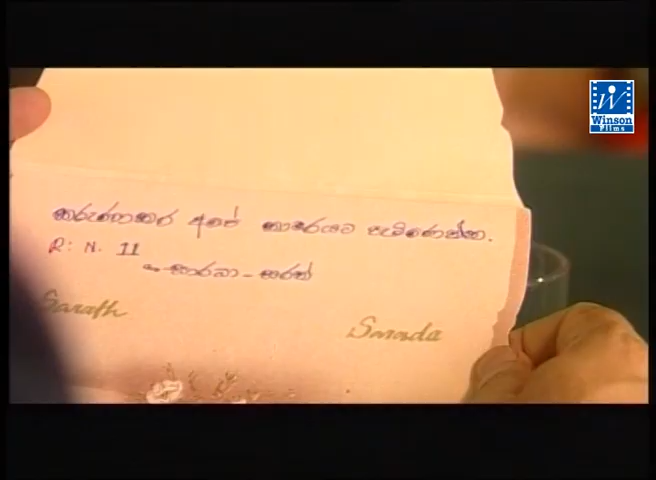 Winson
Films
කරුණාකර අපේ කාමරයට පැමිණෙන්න.
R: N. 11
සාරදා - සරත්
Sarath
Sarada